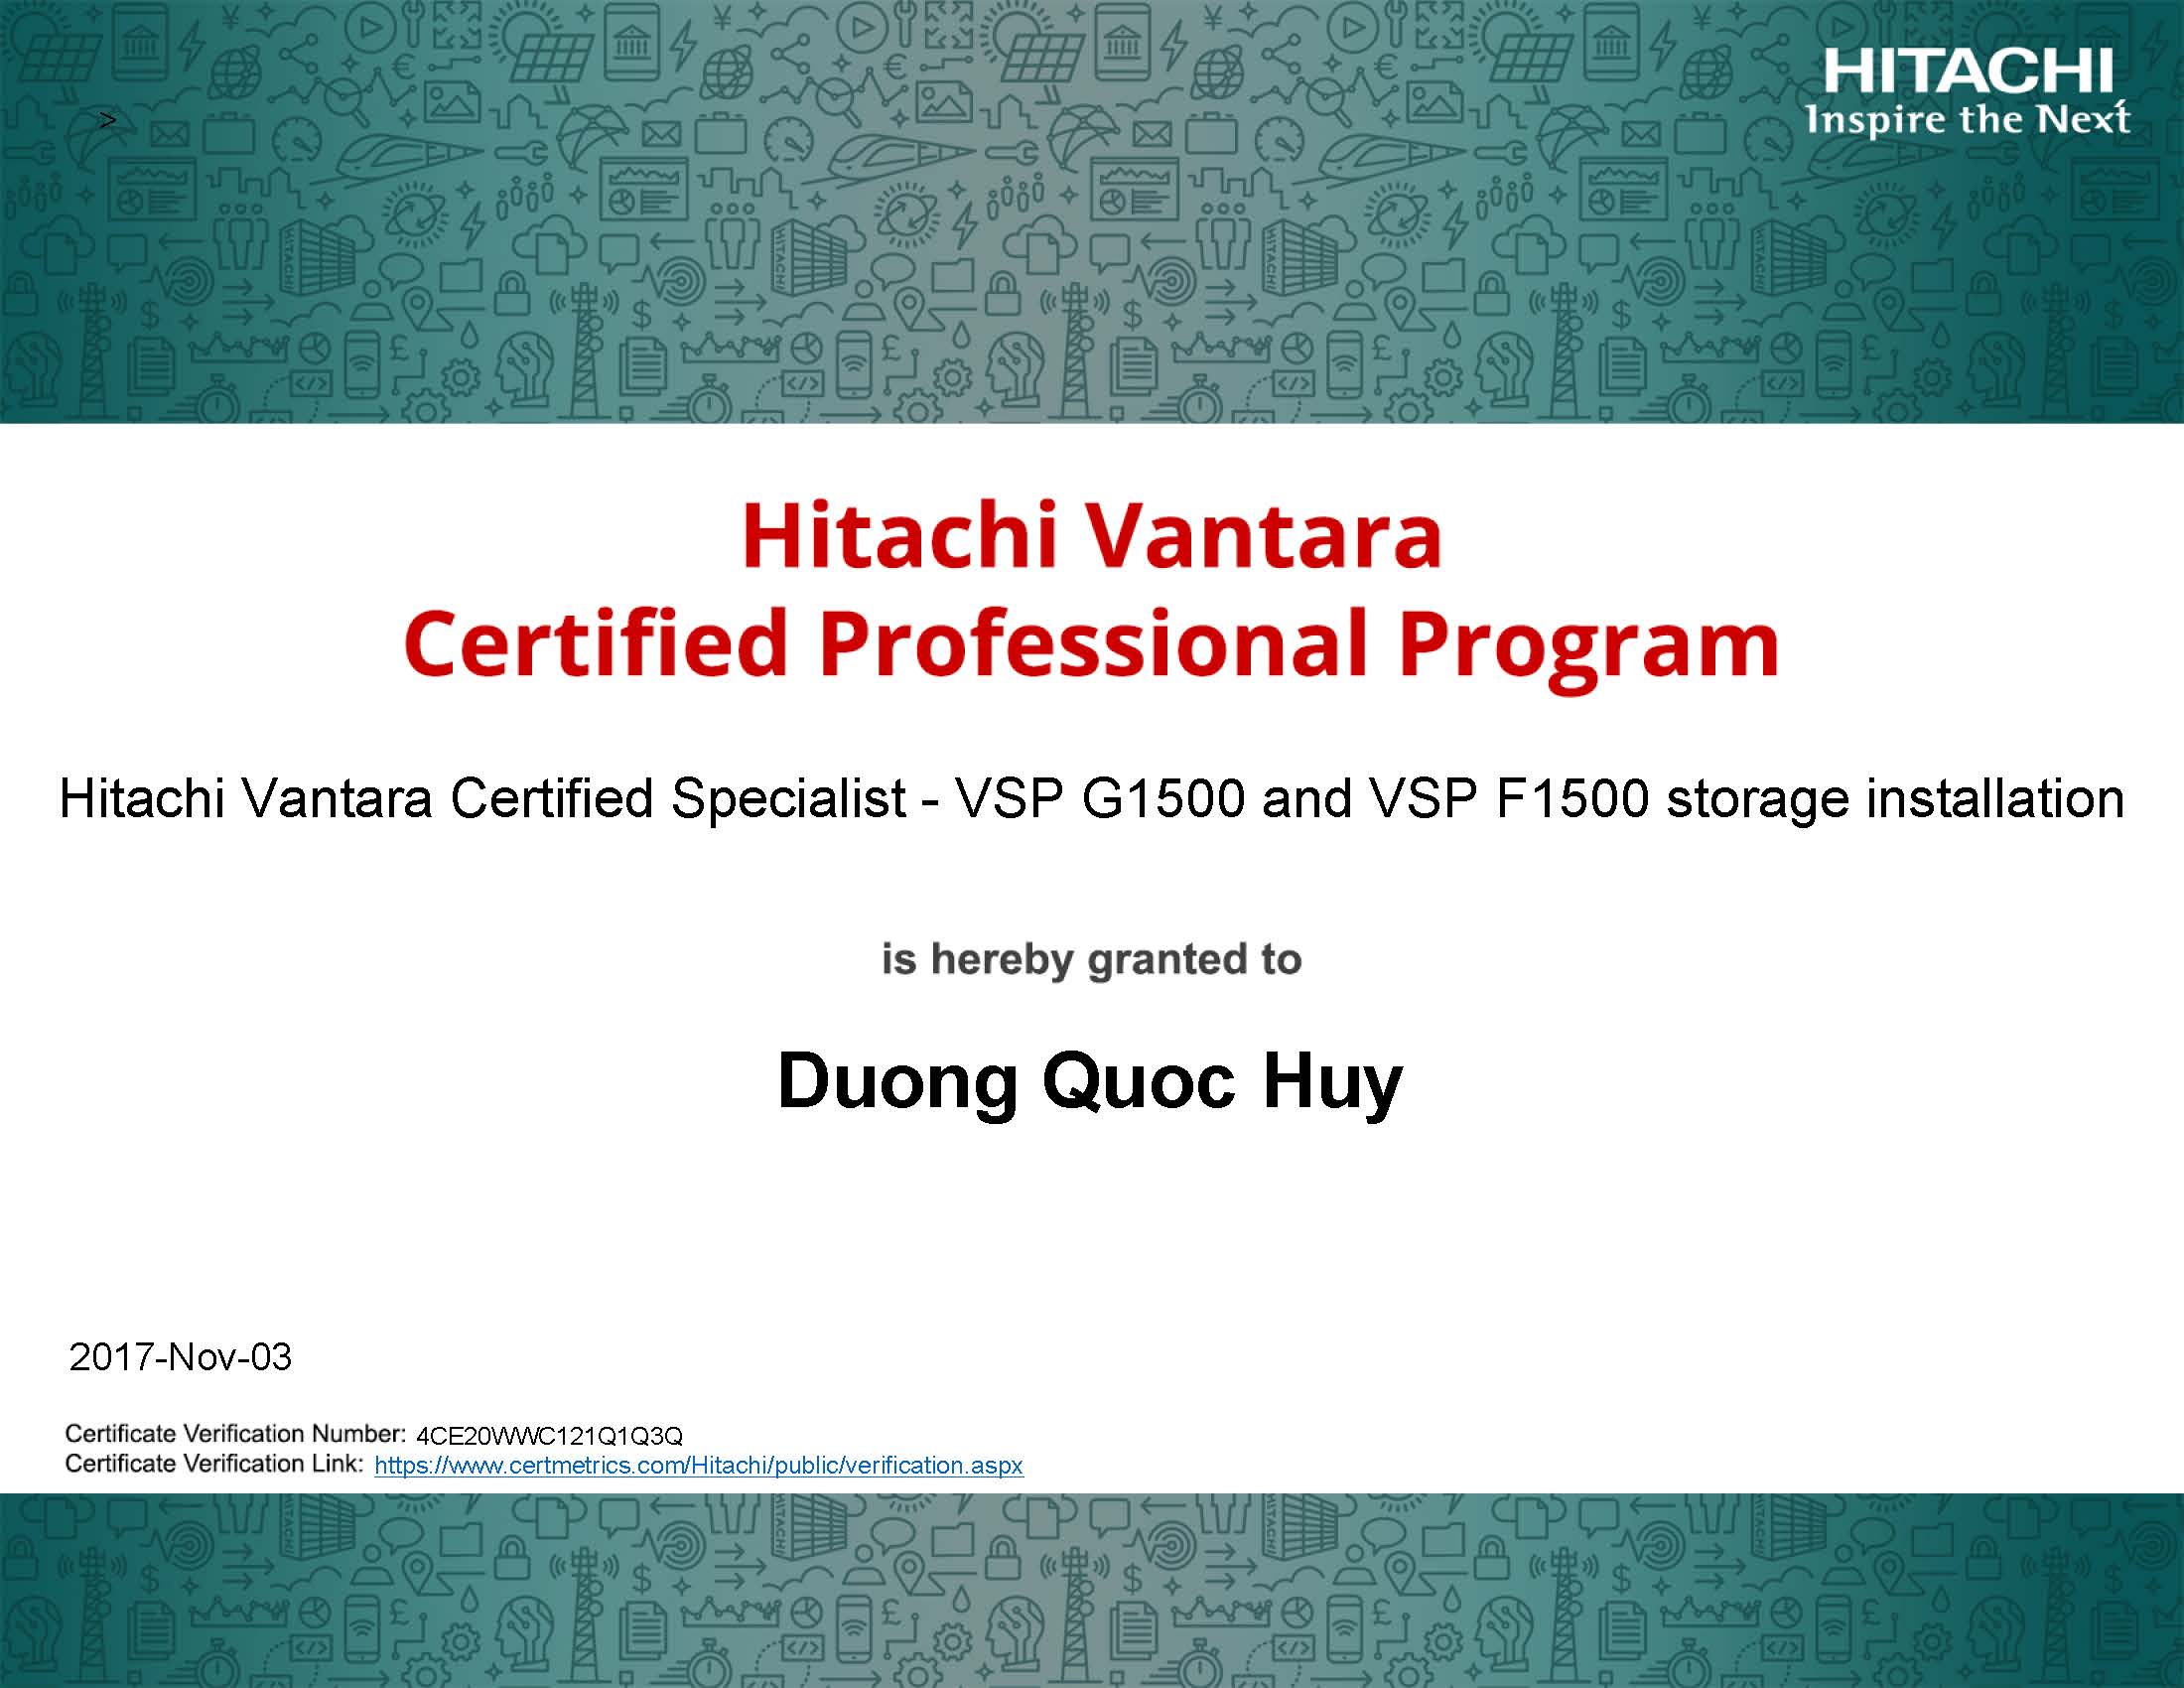 HITACHI
Inspire the Next
>
Hitachi Vantara
Certified Professional Program
Hitachi Vantara Certified Specialist - VSP G1500 and VSP F1500 storage installation
is hereby granted to
Duong Quoc Huy
2017-Nov-03
Certificate Verification Number: 4CE20WWC121Q1Q3Q
Certificate Verification Link: https://www.certmetrics.com/Hitachi/public/verification.aspx